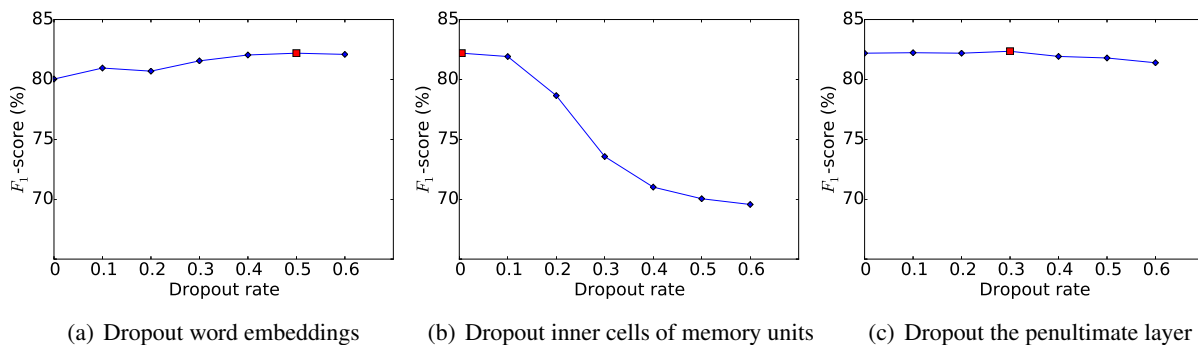 85
80
75
70
F1-score (%)
0 0.1 0.2 0.3 0.4 0.5 0.6
Dropout rate
(a) Dropout word embeddings
85
80
75
70
F1-score (%)
0 0.1 0.2 0.3 0.4 0.5 0.6
Dropout rate
(b) Dropout inner cells of memory units
85
80
75
70
F1-score (%)
0 0.1 0.2 0.3 0.4 0.5 0.6
Dropout rate
(c) Dropout the penultimate layer